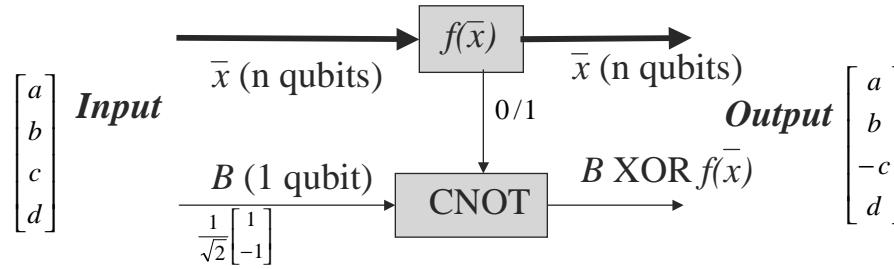 f(x̅)
x̅ (n qubits)
x̅ (n qubits)
[a b c d]
Input
0/1
Output
[a b −c d]
B (1 qubit)
CNOT
B XOR f(x̅)
1/√2 [1 −1]